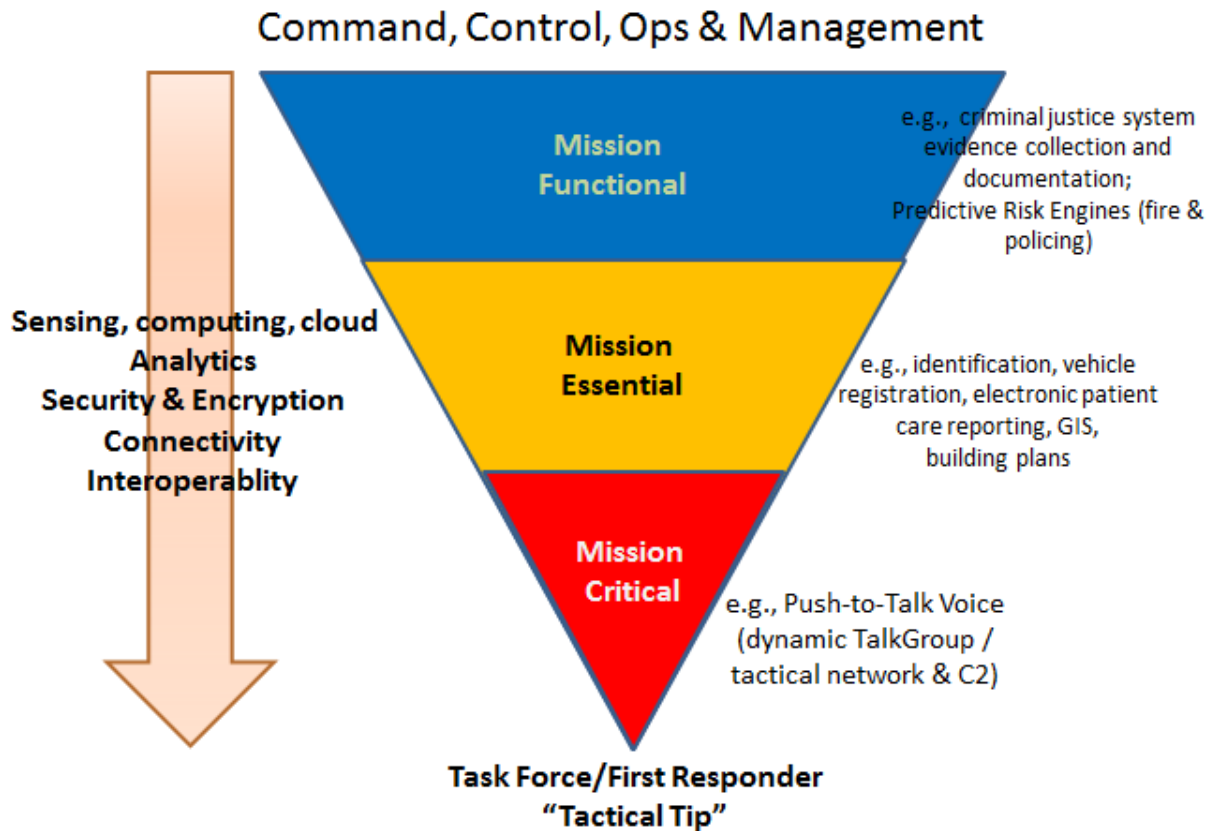 Command, Control, Ops & Management
Mission
Functional
e.g., criminal justice system
evidence collection and
documentation;
Predictive Risk Engines (fire &
policing)
Sensing, computing, cloud
Analytics
Security & Encryption
Connectivity
Interoperablity
Mission
Essential
e.g., identification, vehicle
registration, electronic patient
care reporting, GIS,
building plans
Mission
Critical
e.g., Push-to-Talk Voice
(dynamic TalkGroup /
tactical network & C2)
Task Force/First Responder
“Tactical Tip”